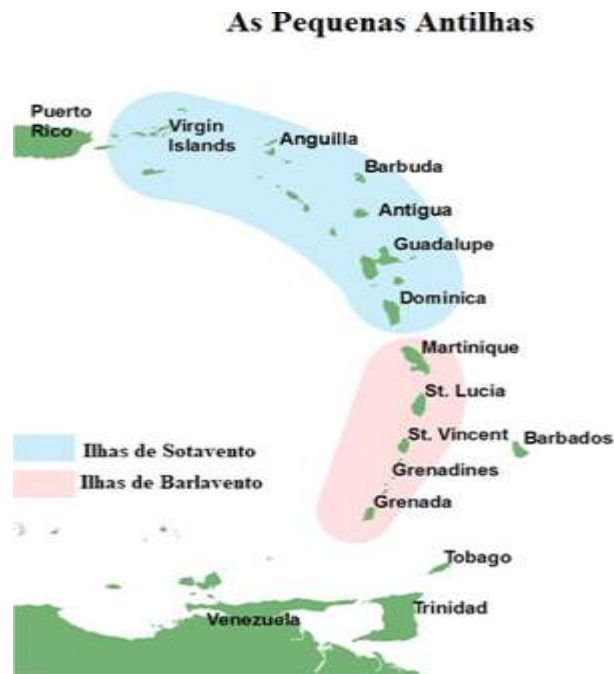 As Pequenas Antilhas
Puerto
Rico
Virgin
Islands
Anguilla
Barbuda
Antigua
Guadalupe
Dominica
Martinique
St. Lucia
St. Vincent
Barbados
Grenadines
Grenada
Ilhas de Sotavento
Ilhas de Barlavento
Tobago
Trinidad
Venezuela